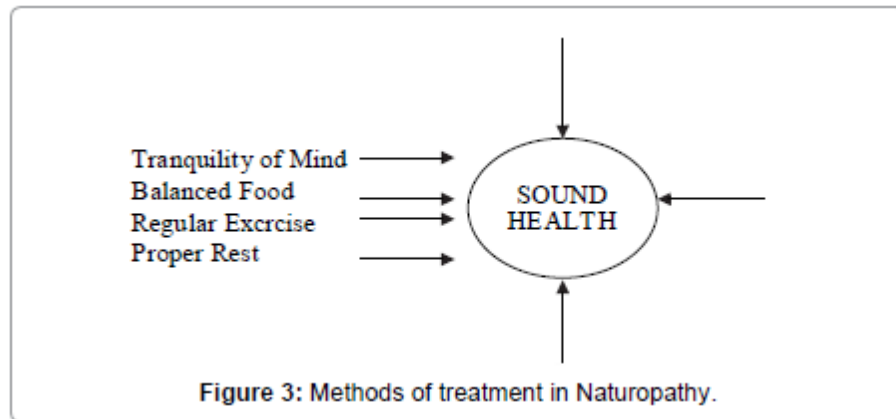 Tranquility of Mind
Balanced Food
Regular Excrcise
Proper Rest
SOUND
HEALTH
Figure 3: Methods of treatment in Naturopathy.